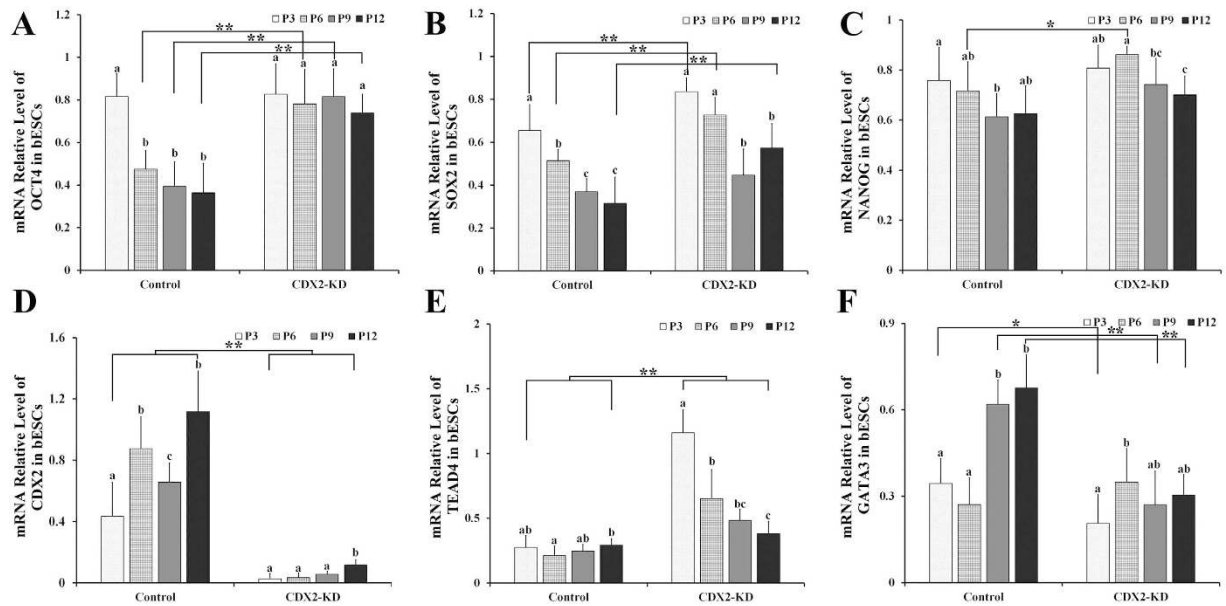 A
mRNA Relative Level of
OCT4 in bESCs
P3 P6 P9 P12
1
0.8
0.6
0.4
0.2
0
**
**
**
a b b b a a a a
Control CDX2-KD
B
mRNA Relative Level of
SOX2 in bESCs
P3 P6 P9 P12
1.2
1
0.8
0.6
0.4
0.2
0
**
**
**
a b c c a a b b
Control CDX2-KD
C
mRNA Relative Level of
NANOG in bESCs
P3 P6 P9 P12
1
0.8
0.6
0.4
0.2
0
*
a ab b ab ab a bc c
Control CDX2-KD
D
mRNA Relative Level of
CDX2 in bESCs
P3 P6 P9 P12
1.6
1.2
0.8
0.4
0
**
a b c b a a a b
Control CDX2-KD
E
mRNA Relative Level of
TEAD4 in bESCs
P3 P6 P9 P12
2
1.5
1
0.5
0
**
ab a ab b a b bc c
Control CDX2-KD
F
mRNA Relative Level of
GATA3 in bESCs
P3 P6 P9 P12
0.9
0.6
0.3
0
*
**
**
a a b b a b ab ab
Control CDX2-KD